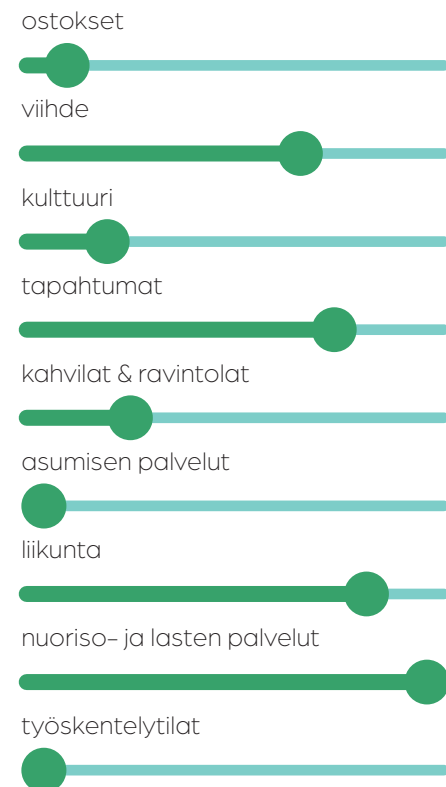 ostokset
viihde
kulttuuri
tapahtumat
kahvilat & ravintolat
asumisen palvelut
liikunta
nuoriso- ja lasten palvelut
työskentelytilat